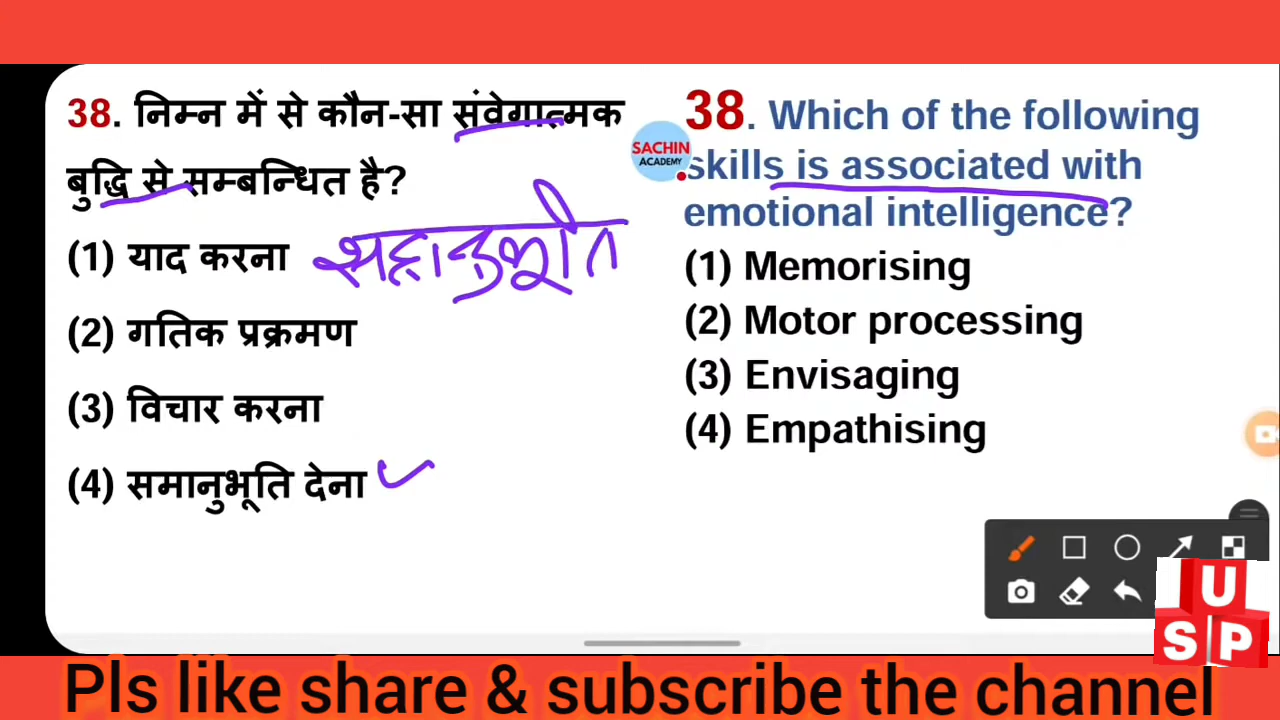 38. निम्न में से कौन-सा संवेगात्मक
बुद्धि से सम्बन्धित है?
(1) याद करना
सहानुभूति
(2) गतिक प्रक्रमण
(3) विचार करना
(4) समानुभूति देना
SACHIN
ACADEMY
38. Which of the following
skills is associated with
emotional intelligence?
(1) Memorising
(2) Motor processing
(3) Envisaging
(4) Empathising
U
S P
Pls like share & subscribe the channel